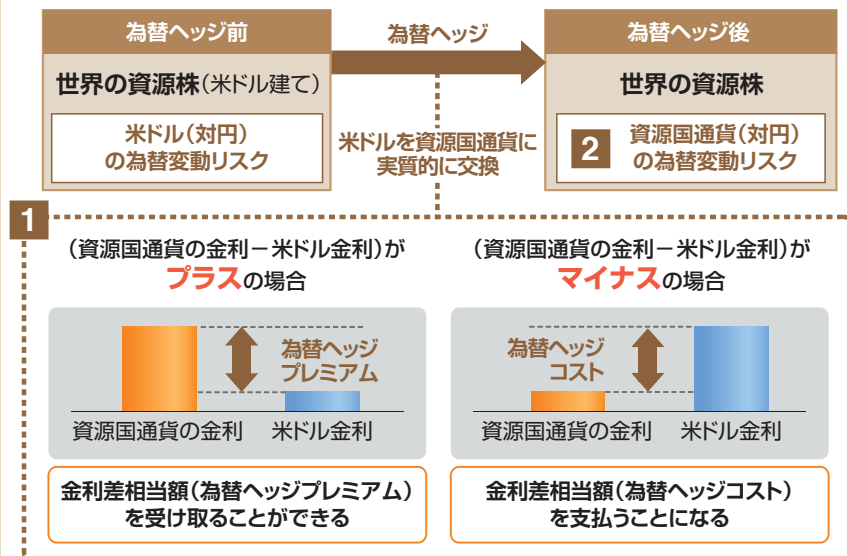 為替ヘッジ前
為替ヘッジ
為替ヘッジ後
世界の資源株(米ドル建て)
世界の資源株
米ドル(対円)
の為替変動リスク
米ドルを資源国通貨に
実質的に交換
2
資源国通貨(対円)
の為替変動リスク
1
(資源国通貨の金利－米ドル金利)が
プラスの場合
(資源国通貨の金利－米ドル金利)が
マイナスの場合
為替ヘッジ
プレミアム
資源国通貨の金利
米ドル金利
為替ヘッジ
コスト
資源国通貨の金利
米ドル金利
金利差相当額(為替ヘッジプレミアム)
を受け取ることができる
金利差相当額(為替ヘッジコスト)
を支払うことになる